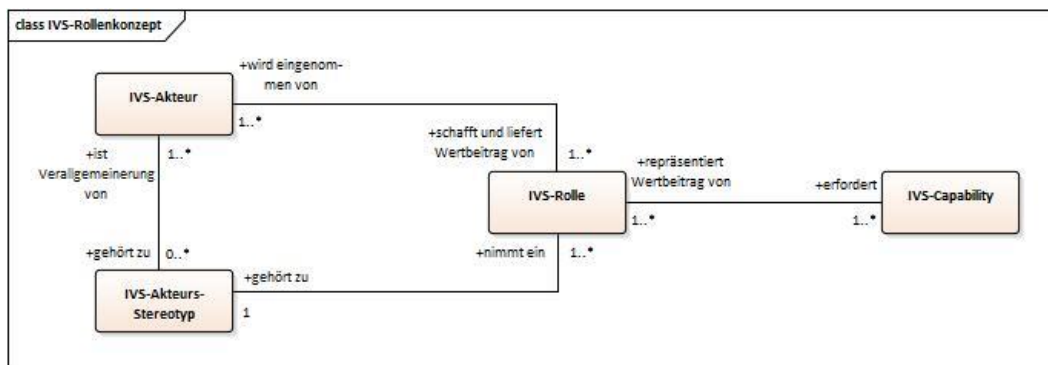 class IVS-Rollenkonzept
+wird eingenom-
men von
IVS-Akteur
1..*
+schafft und liefert
Wertbeitrag von
1..*
+ist
Verallgemeinerung
von
1..*
+repräsentiert
Wertbeitrag von
+erfordert
IVS-Rolle
IVS-Capability
1..*
1..*
+gehört zu
0..*
+nimmt ein
1..*
+gehört zu
IVS-Akteurs-
Stereotyp
1